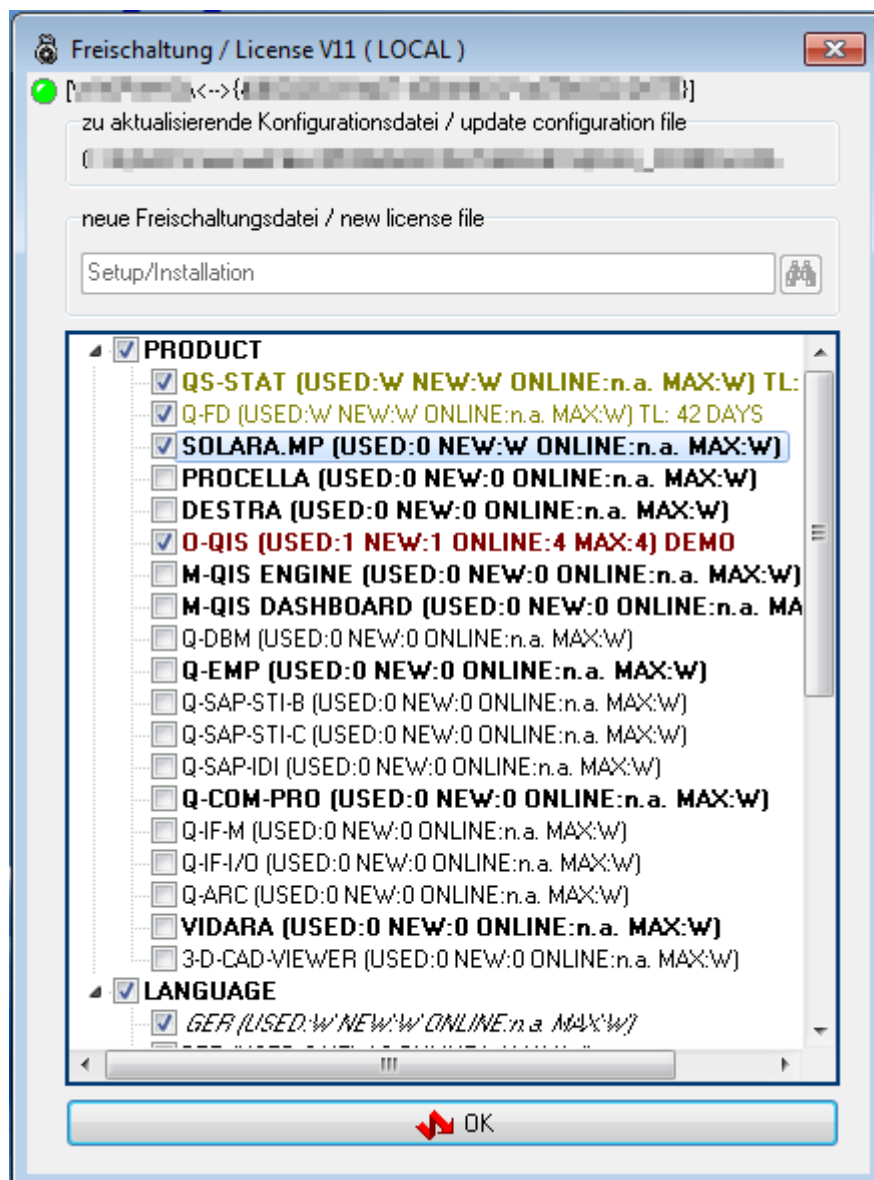 Freischaltung / License V11 ( LOCAL )
zu aktualisierende Konfigurationsdatei / update configuration file
neue Freischaltungsdatei / new license file
Setup/Installation
PRODUCT
QS-STAT (USED:W NEW:W ONLINE:n.a. MAX:W) TL:
Q-FD (USED:W NEW:W ONLINE:n.a. MAX:W) TL: 42 DAYS
SOLARA.MP (USED:0 NEW:W ONLINE:n.a. MAX:W)
PROCELLA (USED:0 NEW:0 ONLINE:n.a. MAX:W)
DESTRA (USED:0 NEW:0 ONLINE:n.a. MAX:W)
O-QIS (USED:1 NEW:1 ONLINE:4 MAX:4) DEMO
M-QIS ENGINE (USED:0 NEW:0 ONLINE:n.a. MAX:W)
M-QIS DASHBOARD (USED:0 NEW:0 ONLINE:n.a. MA
Q-DBM (USED:0 NEW:0 ONLINE:n.a. MAX:W)
Q-EMP (USED:0 NEW:0 ONLINE:n.a. MAX:W)
Q-SAP-STI-B (USED:0 NEW:0 ONLINE:n.a. MAX:W)
Q-SAP-STI-C (USED:0 NEW:0 ONLINE:n.a. MAX:W)
Q-SAP-IDI (USED:0 NEW:0 ONLINE:n.a. MAX:W)
Q-COM-PRO (USED:0 NEW:0 ONLINE:n.a. MAX:W)
Q-IF-M (USED:0 NEW:0 ONLINE:n.a. MAX:W)
Q-IF-I/O (USED:0 NEW:0 ONLINE:n.a. MAX:W)
Q-ARC (USED:0 NEW:0 ONLINE:n.a. MAX:W)
VIDARA (USED:0 NEW:0 ONLINE:n.a. MAX:W)
3-D-CAD-VIEWER (USED:0 NEW:0 ONLINE:n.a. MAX:W)
LANGUAGE
GER (USED:W NEW:W ONLINE:n.a. MAX:W)
OK